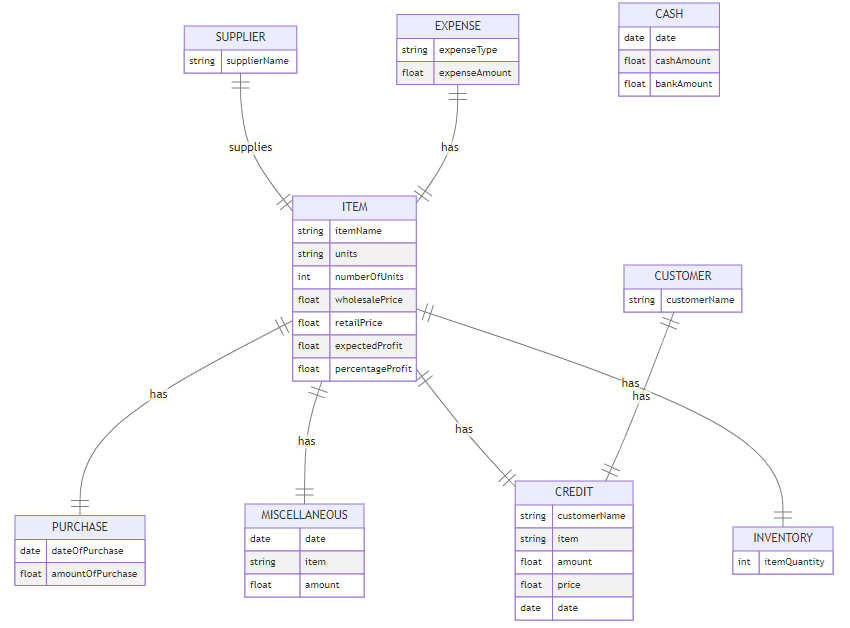 CASH
date date
float cashAmount
float bankAmount
EXPENSE
string expenseType
float expenseAmount
SUPPLIER
string supplierName
supplies
has
ITEM
string itemName
string units
int numberOfUnits
float wholesalePrice
float retailPrice
float expectedProfit
float percentageProfit
CUSTOMER
string customerName
has
has
has
has
has
CREDIT
string customerName
string item
float amount
float price
date date
MISCELLANEOUS
date date
string item
float amount
PURCHASE
date dateOfPurchase
float amountOfPurchase
INVENTORY
int itemQuantity